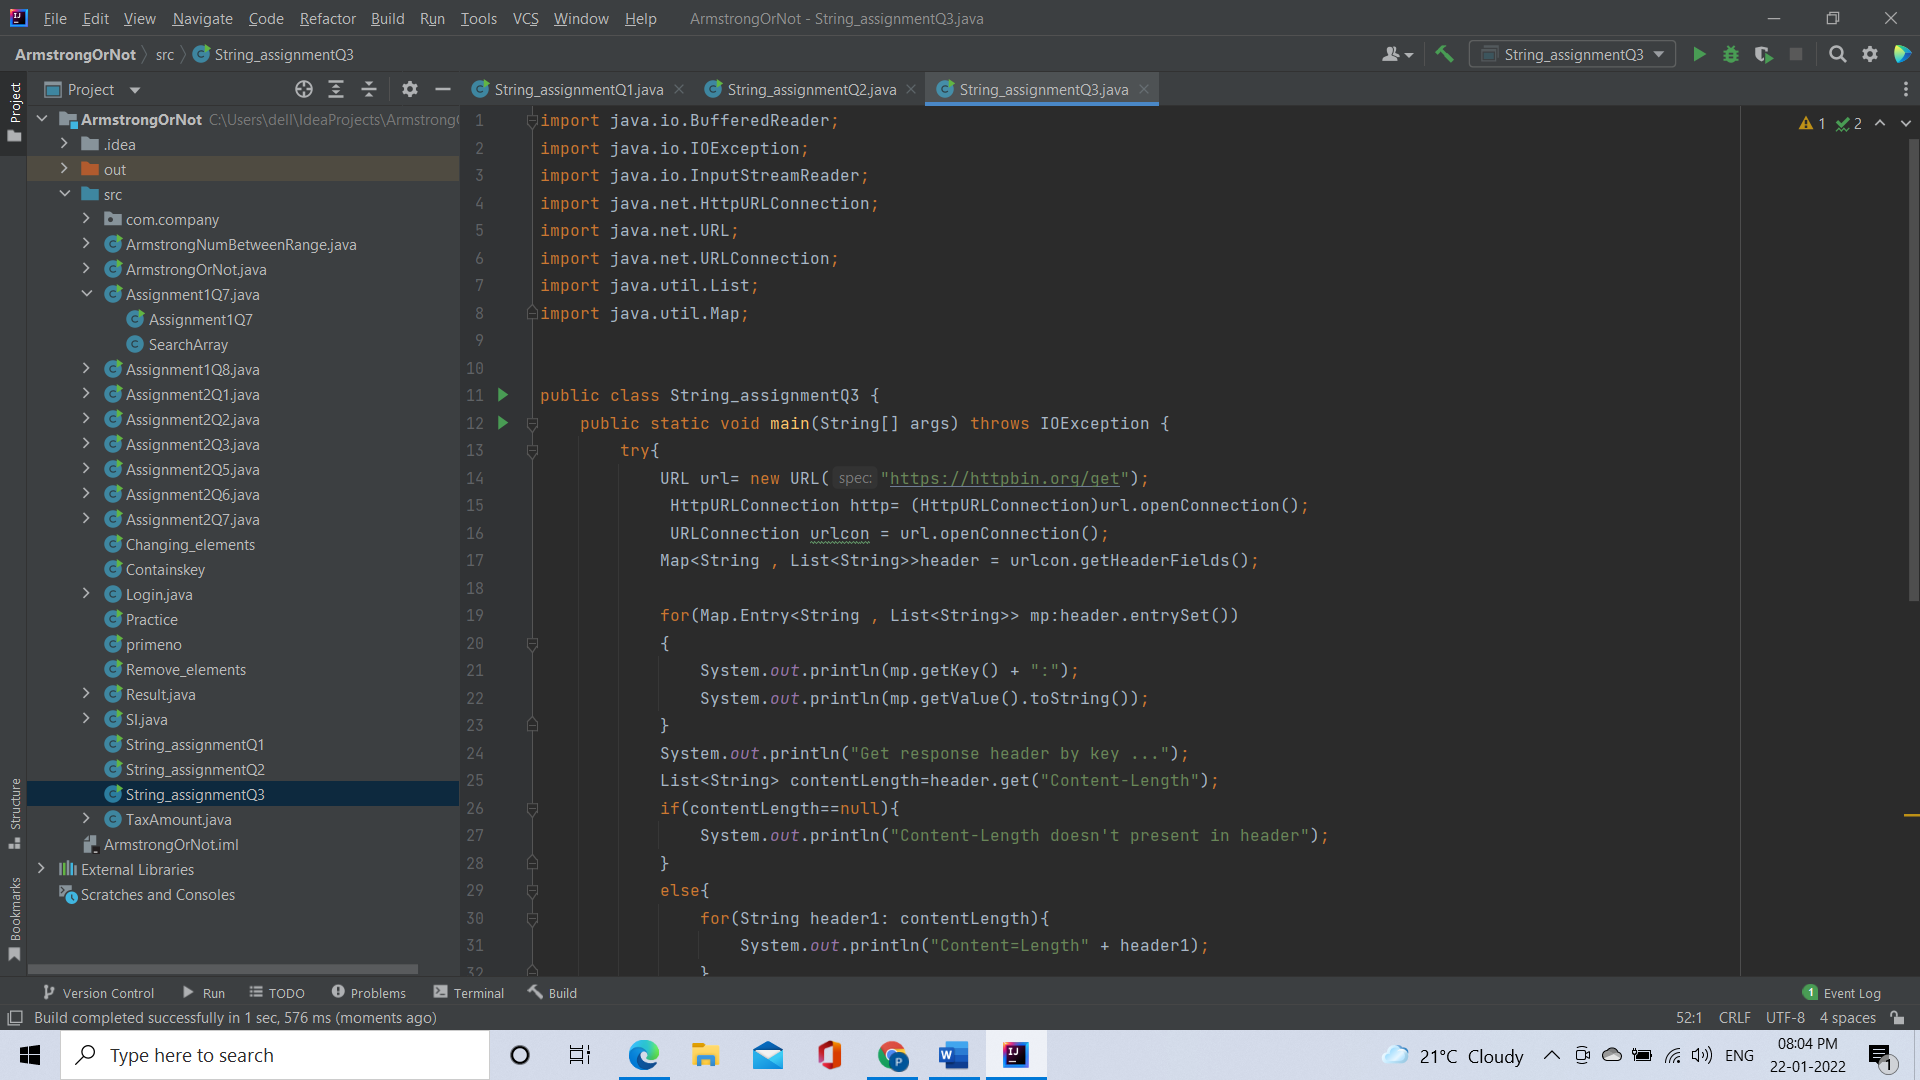 File Edit View Navigate Code Refactor Build Run Tools VCS Window Help ArmstrongOrNot - String_assignmentQ3.java
ArmstrongOrNot src String_assignmentQ3
String_assignmentQ3
Project
Project
String_assignmentQ1.java
String_assignmentQ2.java
String_assignmentQ3.java
ArmstrongOrNot C:\Users\dell\IdeaProjects\Armstrong
.idea
out
src
com.company
ArmstrongNumBetweenRange.java
ArmstrongOrNot.java
Assignment1Q7.java
Assignment1Q7
SearchArray
Assignment1Q8.java
Assignment2Q1.java
Assignment2Q2.java
Assignment2Q3.java
Assignment2Q5.java
Assignment2Q6.java
Assignment2Q7.java
Changing_elements
Containskey
Login.java
Practice
primeno
Remove_elements
Result.java
SI.java
String_assignmentQ1
String_assignmentQ2
String_assignmentQ3
TaxAmount.java
ArmstrongOrNot.iml
External Libraries
Scratches and Consoles
Structure
Bookmarks
1 import java.io.BufferedReader;
2 import java.io.IOException;
3 import java.io.InputStreamReader;
4 import java.net.HttpURLConnection;
5 import java.net.URL;
6 import java.net.URLConnection;
7 import java.util.List;
8 import java.util.Map;
9
10
11 public class String_assignmentQ3 {
12 public static void main(String[] args) throws IOException {
13 try{
14 URL url= new URL( spec: "https://httpbin.org/get");
15 HttpURLConnection http= (HttpURLConnection)url.openConnection();
16 URLConnection urlcon = url.openConnection();
17 Map<String , List<String>>header = urlcon.getHeaderFields();
18
19 for(Map.Entry<String , List<String>> mp:header.entrySet())
20 {
21 System.out.println(mp.getKey() + ":");
22 System.out.println(mp.getValue().toString());
23 }
24 System.out.println("Get response header by key ...");
25 List<String> contentLength=header.get("Content-Length");
26 if(contentLength==null){
27 System.out.println("Content-Length doesn't present in header");
28 }
29 else{
30 for(String header1: contentLength){
31 System.out.println("Content=Length" + header1);
32 }
1 2
Version Control Run TODO Problems Terminal Build
1 Event Log
Build completed successfully in 1 sec, 576 ms (moments ago)
52:1 CRLF UTF-8 4 spaces
Type here to search
21°C Cloudy
ENG
08:04 PM
22-01-2022
1